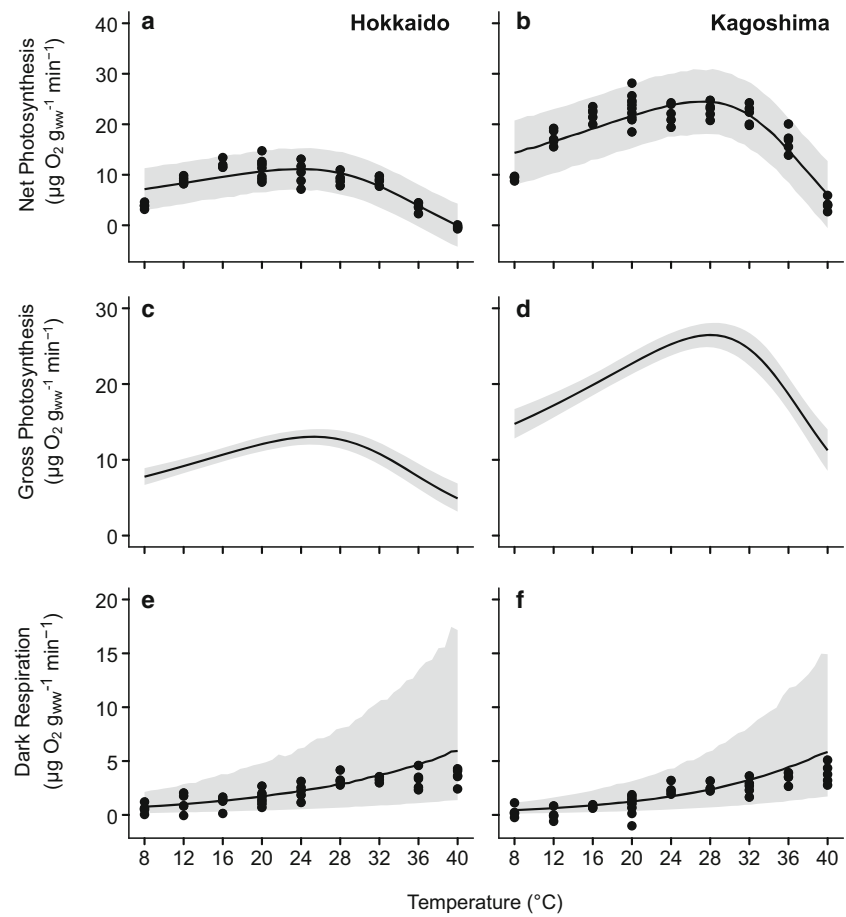 a Hokkaido
b Kagoshima
Net Photosynthesis
(µg O₂ gww⁻¹ min⁻¹)
40
30
20
10
0
c
d
Gross Photosynthesis
(µg O₂ gww⁻¹ min⁻¹)
30
20
10
0
e
f
Dark Respiration
(µg O₂ gww⁻¹ min⁻¹)
20
15
10
5
0
8 12 16 20 24 28 32 36 40
8 12 16 20 24 28 32 36 40
Temperature (°C)